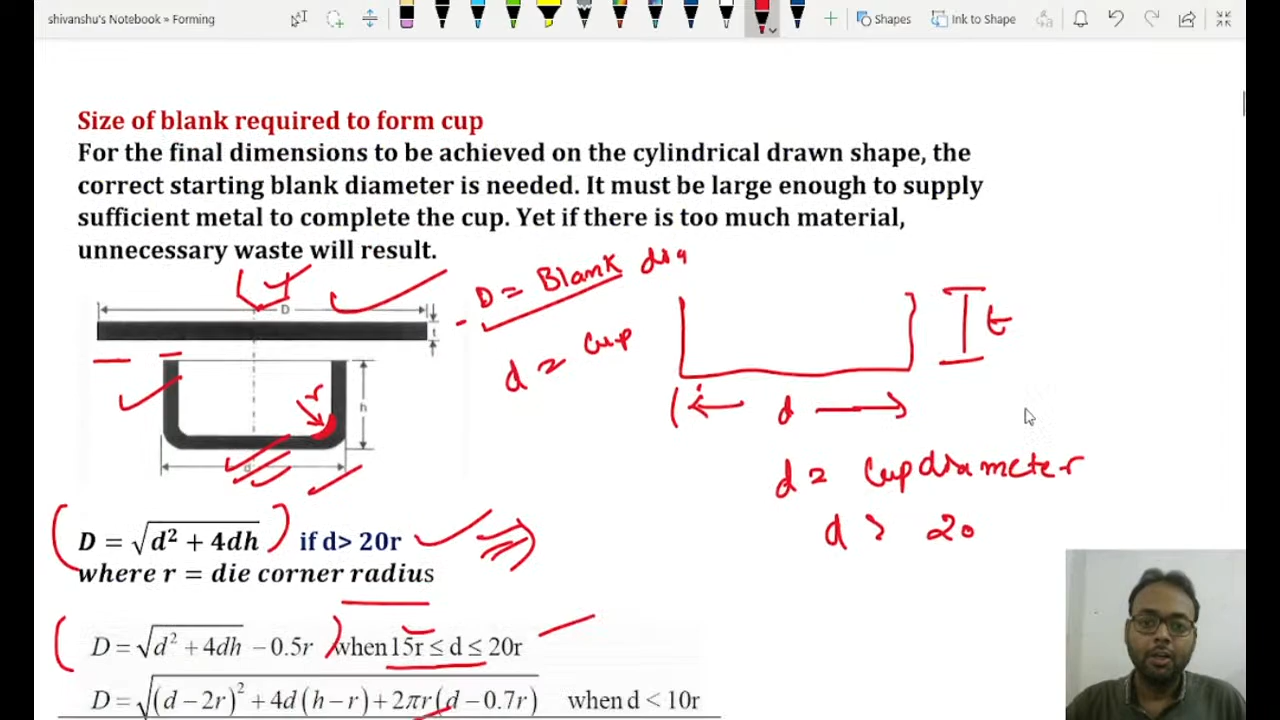 shivanshu's Notebook » Forming
Shapes
Ink to Shape
Size of blank required to form cup
For the final dimensions to be achieved on the cylindrical drawn shape, the
correct starting blank diameter is needed. It must be large enough to supply
sufficient metal to complete the cup. Yet if there is too much material,
unnecessary waste will result.
D
t
D = Blank dia
d = cup
r
h
d
t
d
d = cup diameter
d > 20
D = √(d² + 4dh) if d> 20r
where r = die corner radius
D = √(d² + 4dh) − 0.5r when 15r ≤ d ≤ 20r
D = √((d − 2r)² + 4d(h − r) + 2πr(d − 0.7r)) when d < 10r